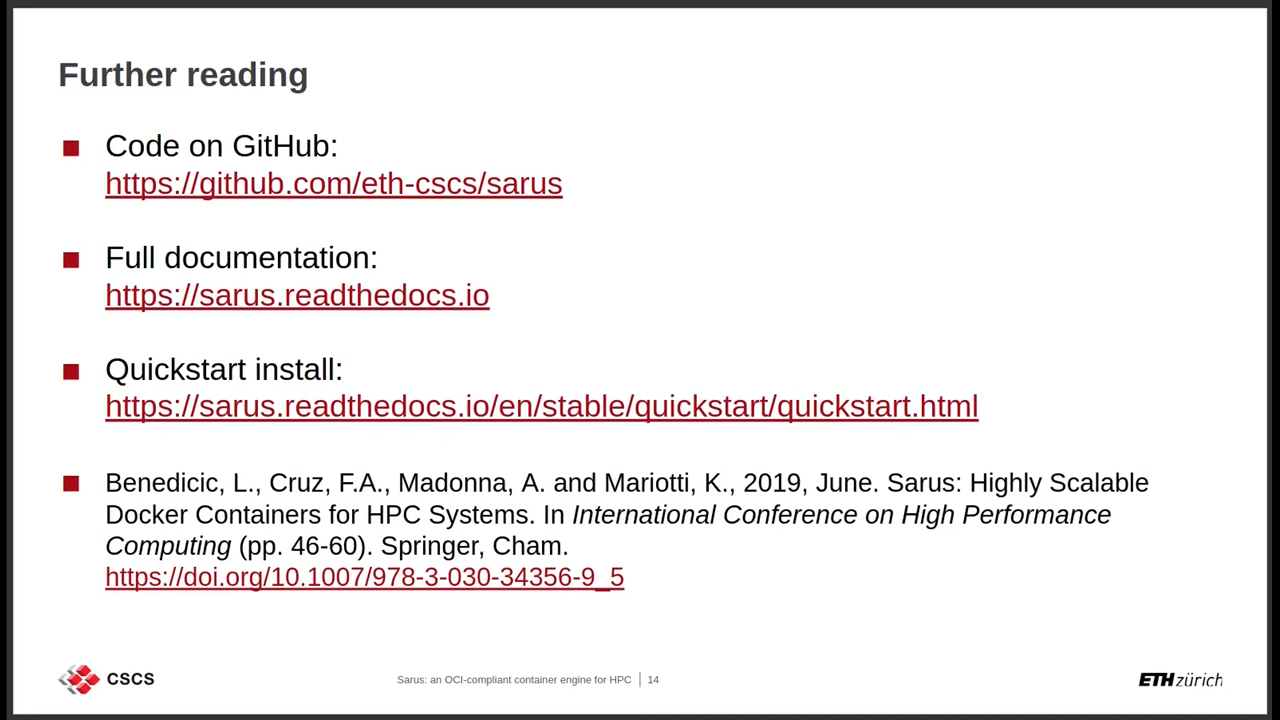 Further reading
Code on GitHub:
https://github.com/eth-cscs/sarus
Full documentation:
https://sarus.readthedocs.io
Quickstart install:
https://sarus.readthedocs.io/en/stable/quickstart/quickstart.html
Benedicic, L., Cruz, F.A., Madonna, A. and Mariotti, K., 2019, June. Sarus: Highly Scalable
Docker Containers for HPC Systems. In International Conference on High Performance
Computing (pp. 46-60). Springer, Cham.
https://doi.org/10.1007/978-3-030-34356-9_5
CSCS
Sarus: an OCI-compliant container engine for HPC | 14
ETH zürich